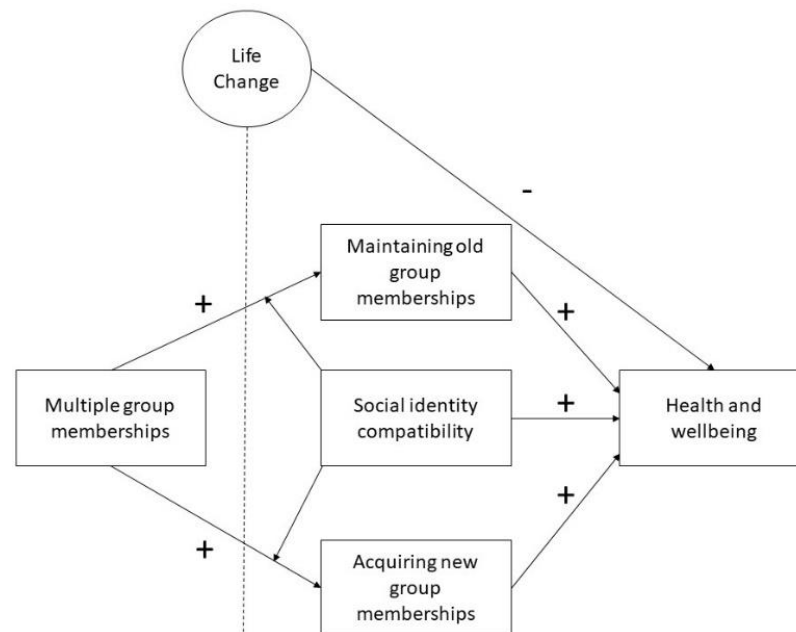 Life
Change
-
Maintaining old
group
memberships
+
+
Multiple group
memberships
Social identity
compatibility
+
Health and
wellbeing
+
+
Acquiring new
group
memberships